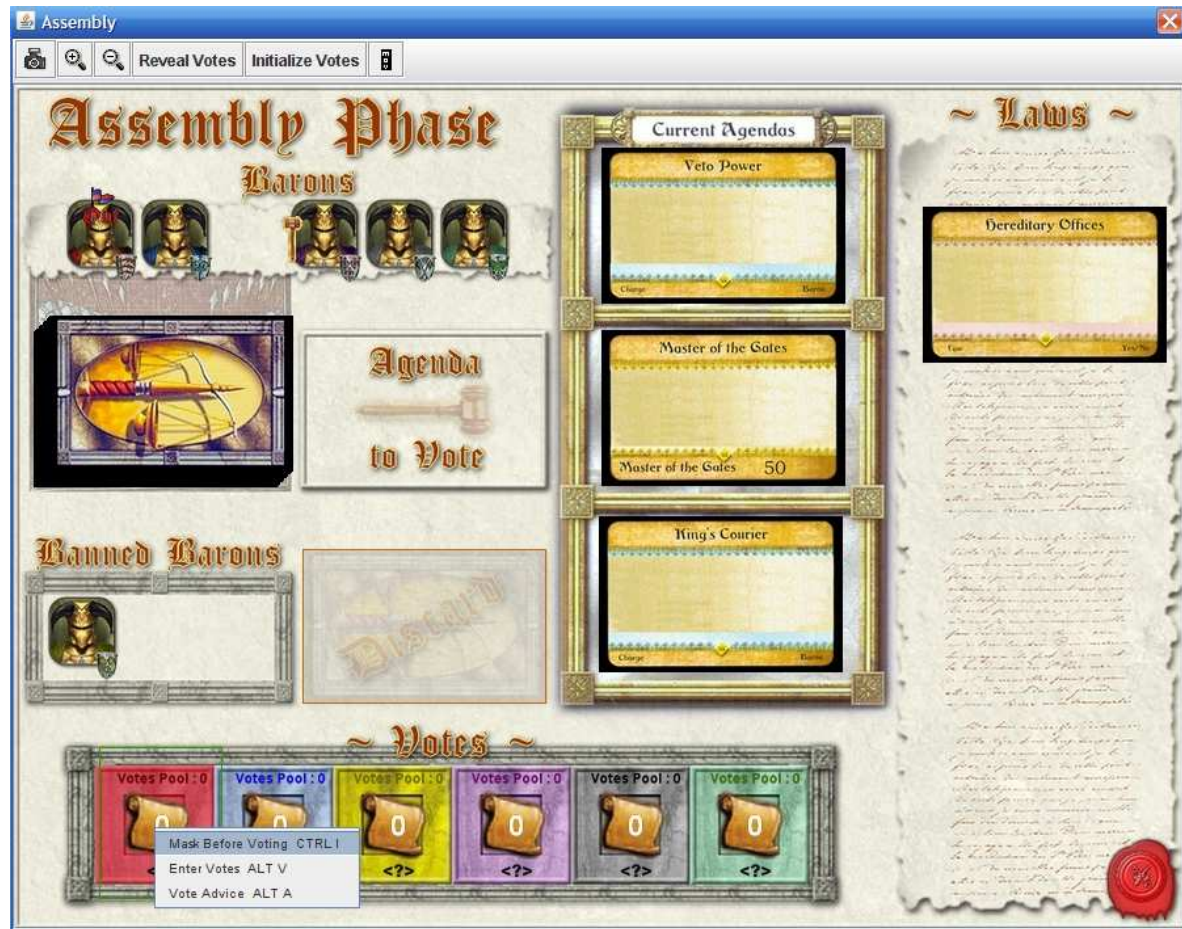 Assembly
Reveal Votes Initialize Votes
Assembly Phase
Barons
Current Agendas
~ Laws ~
Veto Power
Charge
Hereditary Offices
Yes/No
Agenda
to Vote
Master of the Gates
Master of the Gates 50
Banned Barons
Discard
King's Courier
Charge
~ Votes ~
Votes Pool : 0 Votes Pool : 0 Votes Pool : 0 Votes Pool : 0 Votes Pool : 0 Votes Pool : 0
0 0 0 0 0
<?> <?> <?> <?>
Mask Before Voting CTRL I
Enter Votes ALT V
Vote Advice ALT A